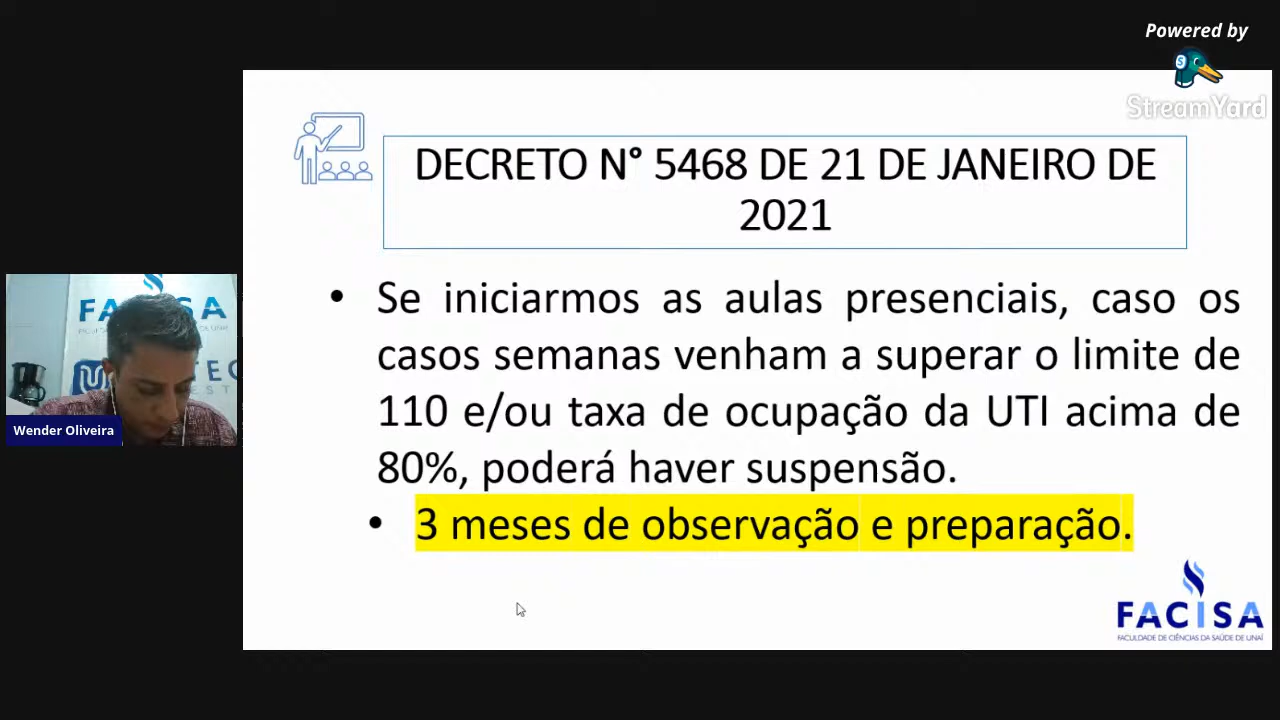 Powered by
StreamYard
DECRETO N° 5468 DE 21 DE JANEIRO DE
2021
• Se iniciarmos as aulas presenciais, caso os
casos semanas venham a superar o limite de
110 e/ou taxa de ocupação da UTI acima de
80%, poderá haver suspensão.
• 3 meses de observação e preparação.
FACISA
Wender Oliveira
FACISA
FACULDADE DE CIÊNCIAS DA SAÚDE DE UNAÍ